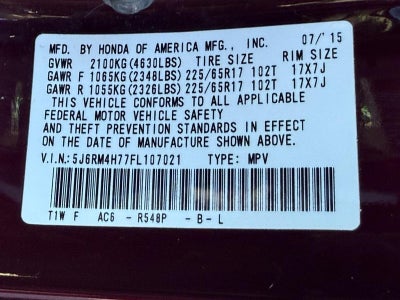 MFD. BY HONDA OF AMERICA MFG., INC. 07/'15
GVWR 2100KG(4630LBS) TIRE SIZE RIM SIZE
GAWR F 1065KG(2348LBS) 225/65R17 102T 17X7J
GAWR R 1055KG(2326LBS) 225/65R17 102T 17X7J
THIS VEHICLE CONFORMS TO ALL APPLICABLE
FEDERAL MOTOR VEHICLE SAFETY
AND THEFT PREVENTION STANDARDS IN EFFECT
ON THE DATE OF MANUFACTURE SHOWN ABOVE.
V.I.N.:5J6RM4H77FL107021 TYPE: MPV
T1W F AC6 - R548P - B - L